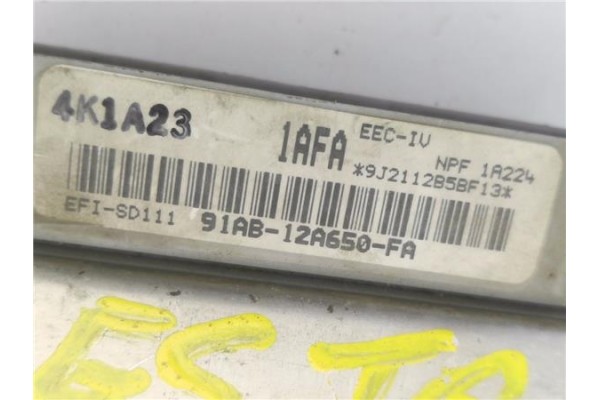 4K1A23 1AFA EEC-IV NPF 1A224
*9J2112B5BF13*
EFI-SD111 91AB-12A650-FA